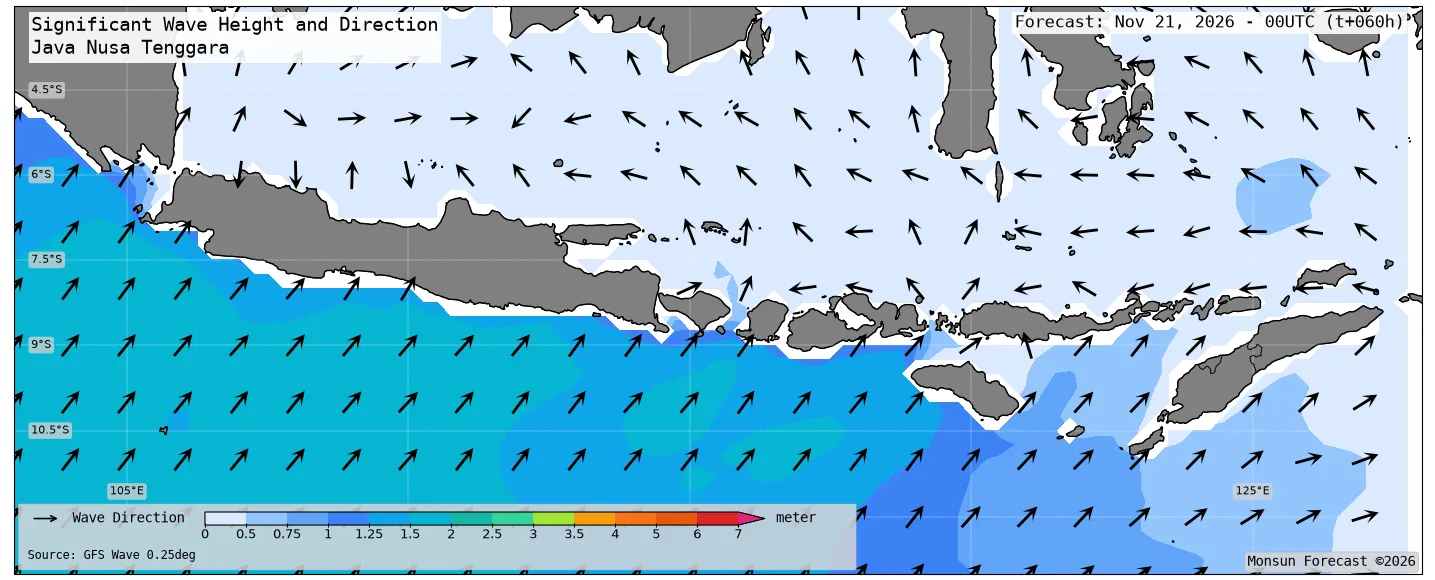 Significant Wave Height and Direction
Java Nusa Tenggara
Forecast: Nov 21, 2026 - 00UTC (t+060h)
4.5°S
6°S
7.5°S
9°S
10.5°S
105°E
125°E
Wave Direction
0 0.5 0.75 1 1.25 1.5 2 2.5 3 3.5 4 5 6 7
meter
Source: GFS Wave 0.25deg
Monsun Forecast ©2026